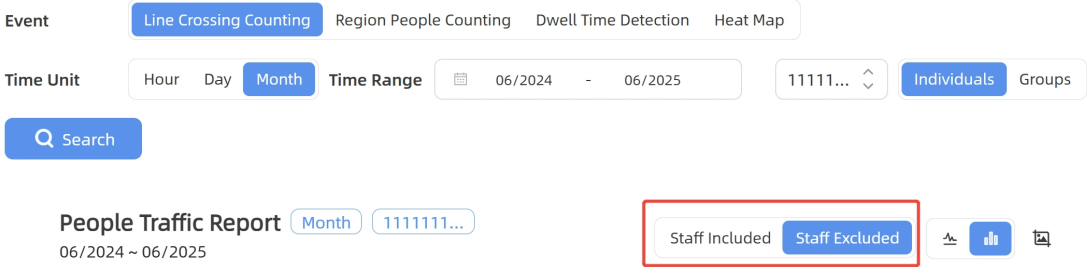 Event Line Crossing Counting Region People Counting Dwell Time Detection Heat Map
Time Unit Hour Day Month Time Range 06/2024 - 06/2025 11111... Individuals Groups
Search
People Traffic Report Month 1111111... Staff Included Staff Excluded
06/2024 ~ 06/2025